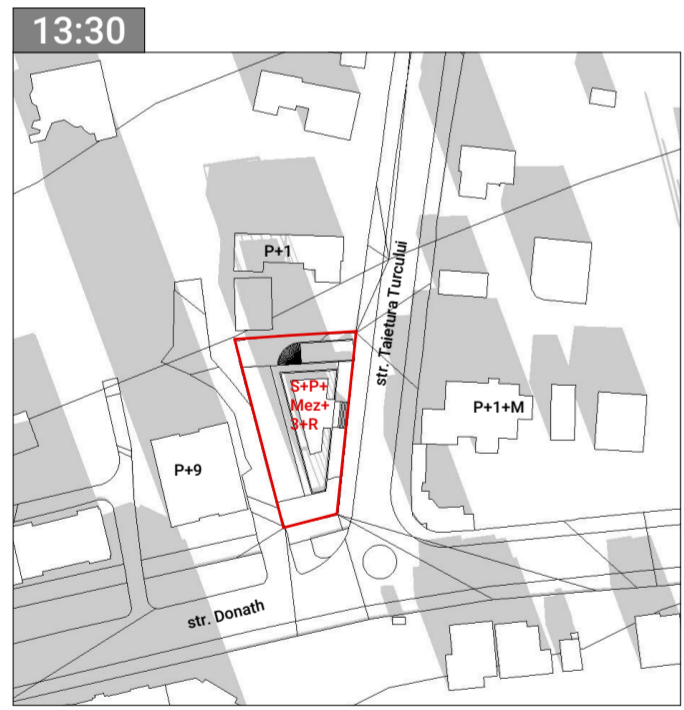 13:30
P+1
str. Taietura Turcului
S+P+
Mez+
3+R
P+1+M
P+9
str. Donath